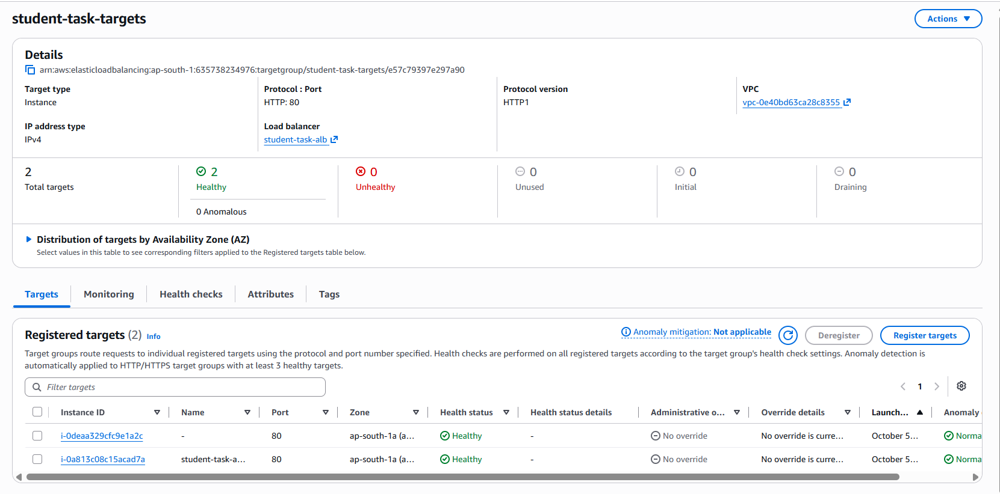 student-task-targets
Actions
Details
arn:aws:elasticloadbalancing:ap-south-1:635738234976:targetgroup/student-task-targets/e57c79397e297a90
Target type
Instance
Protocol : Port
HTTP: 80
Protocol version
HTTP1
VPC
vpc-0e40bd63ca28c8355
IP address type
IPv4
Load balancer
student-task-alb
2
Total targets
2
Healthy
0 Anomalous
0
Unhealthy
0
Unused
0
Initial
0
Draining
Distribution of targets by Availability Zone (AZ)
Select values in this table to see corresponding filters applied to the Registered targets table below.
Targets Monitoring Health checks Attributes Tags
Registered targets (2) Info
Anomaly mitigation: Not applicable
Deregister
Register targets
Target groups route requests to individual registered targets using the protocol and port number specified. Health checks are performed on all registered targets according to the target group's health check settings. Anomaly detection is
automatically applied to HTTP/HTTPS target groups with at least 3 healthy targets.
Filter targets
1
Instance ID Name Port Zone Health status Health status details Administrative o... Override details Launch... Anomaly
i-0deaa329cfc9e1a2c - 80 ap-south-1a (a... Healthy - No override No override is curre... October 5... Norma
i-0a813c08c15acad7a student-task-a... 80 ap-south-1a (a... Healthy - No override No override is curre... October 5... Norma